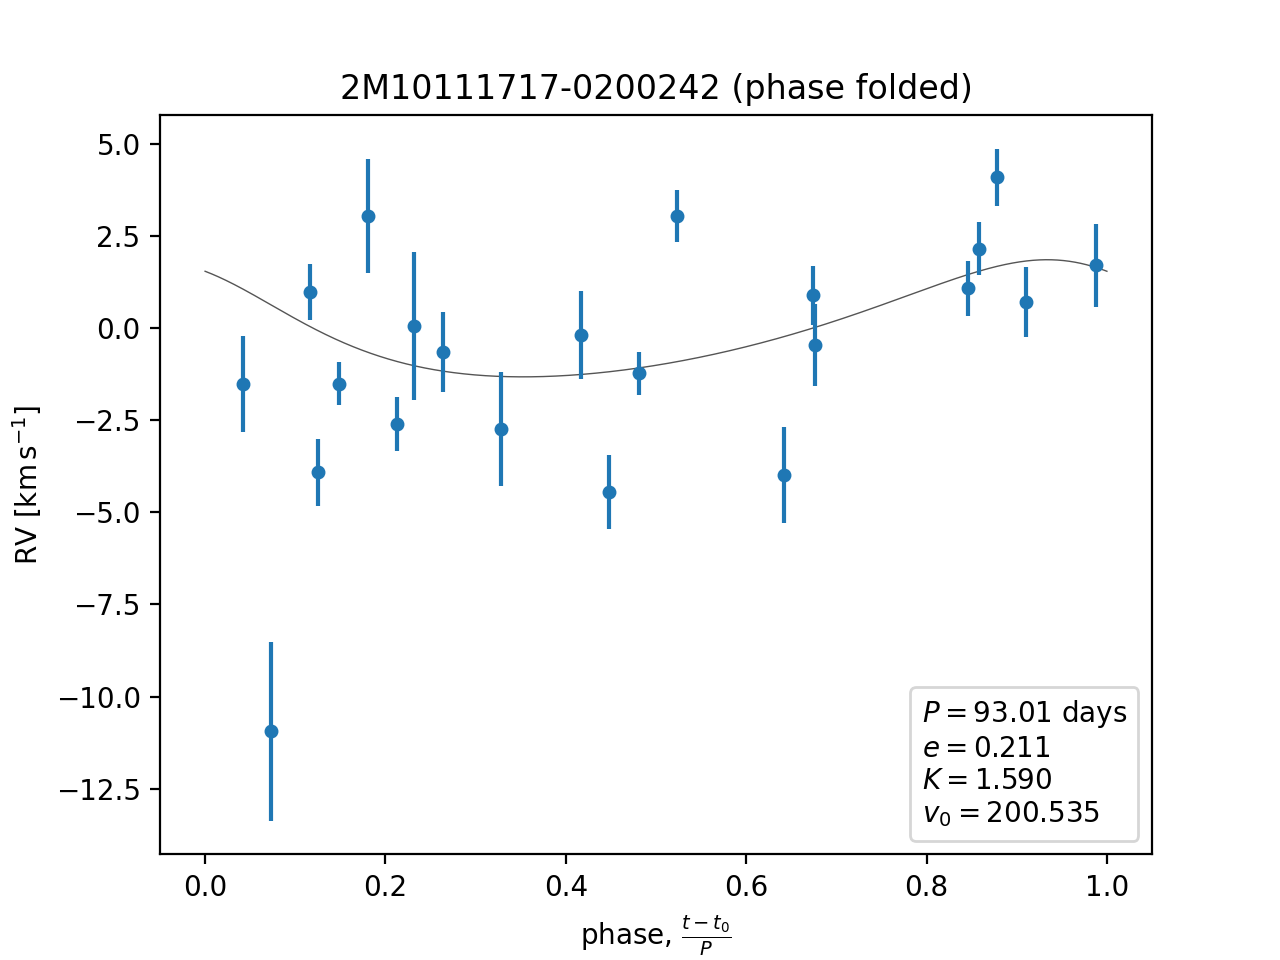 2M10111717-0200242 (phase folded)
5.0
2.5
0.0
−2.5
−5.0
−7.5
−10.0
−12.5
RV [km s⁻¹]
P = 93.01 days
e = 0.211
K = 1.590
v₀ = 200.535
0.0 0.2 0.4 0.6 0.8 1.0
phase, (t − t₀)/P